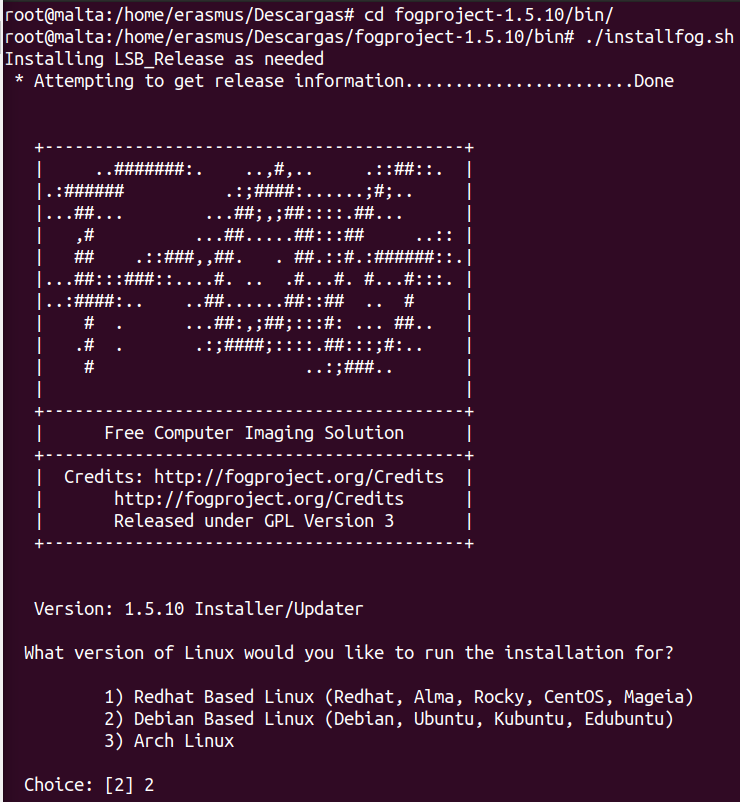 root@malta:/home/erasmus/Descargas# cd fogproject-1.5.10/bin/
root@malta:/home/erasmus/Descargas/fogproject-1.5.10/bin# ./installfog.sh
Installing LSB_Release as needed
 * Attempting to get release information.......................Done


   +------------------------------------------+
   |     ..#######:.    ..,#,..     .::##::.  |
   |.:######          .:;####:......;#;..     |
   |...##...        ...##;,;##::::.##...      |
   |   ,#          ...##.....##:::##     ..:: |
   |   ##    .::###,,##.   . ##.::#.:######::.|
   |...##:::###::....#. ..  .#...#. #...#:::. |
   |..:####:..    ..##......##::##  ..  #     |
   |    #  .      ...##:,;##;:::#: ... ##..   |
   |   .#  .       .:;####;::::.##:::;#:..    |
   |    #                     ..:;###..       |
   |                                          |
   +------------------------------------------+
   |      Free Computer Imaging Solution      |
   +------------------------------------------+
   |  Credits: http://fogproject.org/Credits  |
   |       http://fogproject.org/Credits      |
   |       Released under GPL Version 3       |
   +------------------------------------------+


   Version: 1.5.10 Installer/Updater

  What version of Linux would you like to run the installation for?

          1) Redhat Based Linux (Redhat, Alma, Rocky, CentOS, Mageia)
          2) Debian Based Linux (Debian, Ubuntu, Kubuntu, Edubuntu)
          3) Arch Linux

  Choice: [2] 2